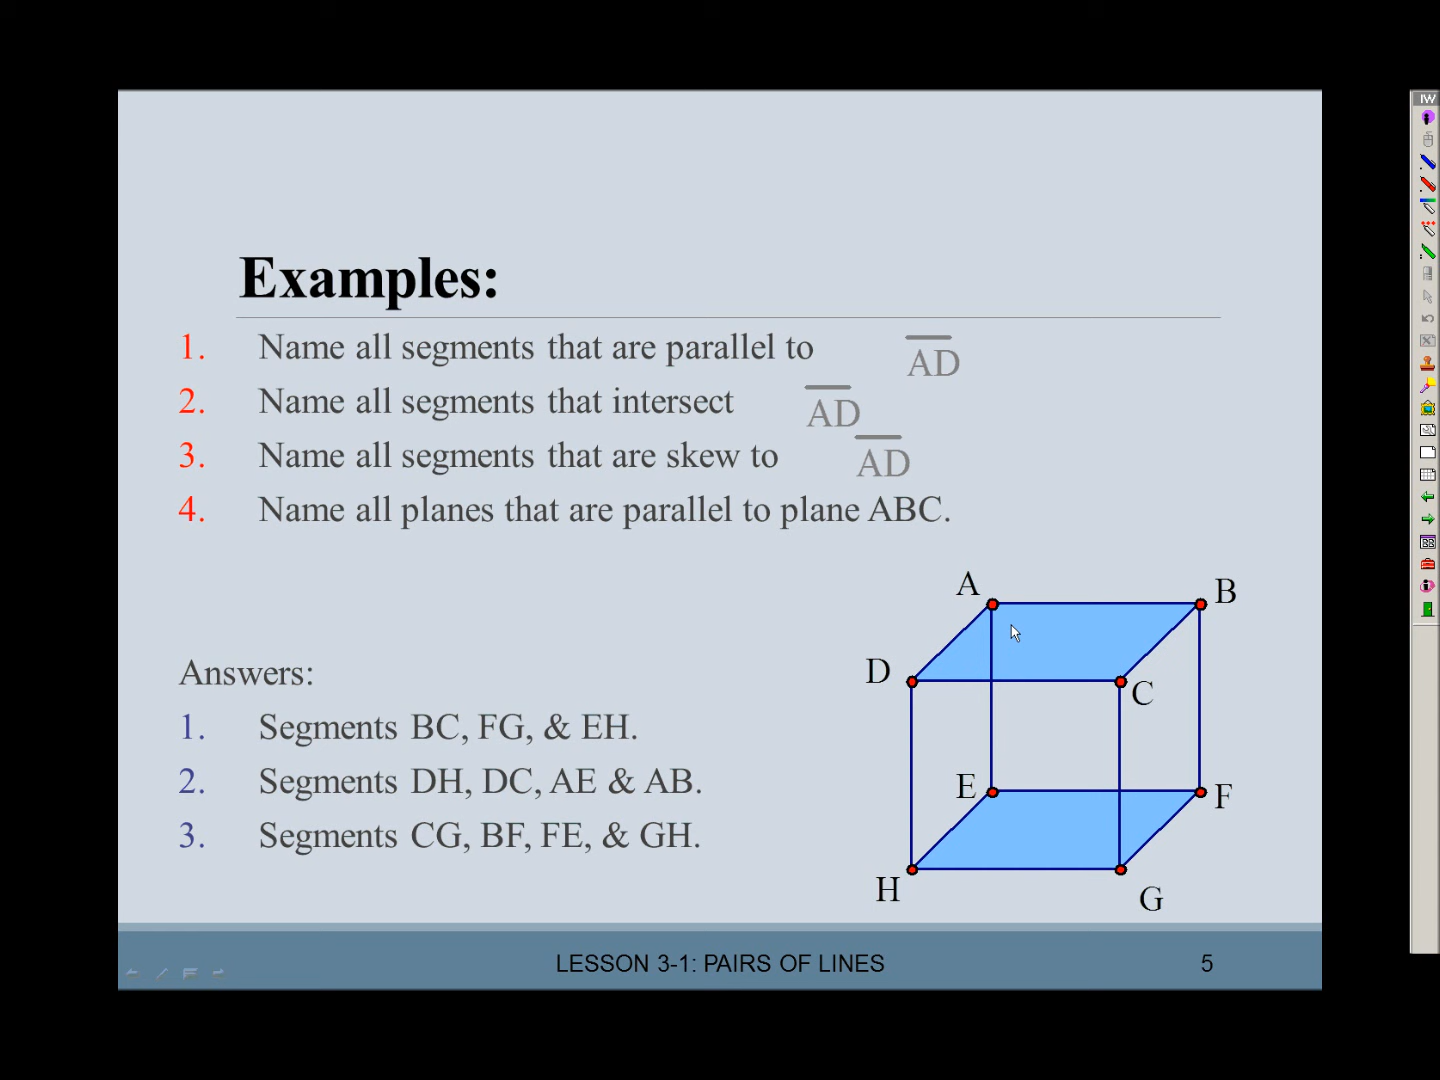 Examples:
1. Name all segments that are parallel to AD
2. Name all segments that intersect AD
3. Name all segments that are skew to AD
4. Name all planes that are parallel to plane ABC.
A
B
D
C
E
F
H
G
Answers:
1. Segments BC, FG, & EH.
2. Segments DH, DC, AE & AB.
3. Segments CG, BF, FE, & GH.
LESSON 3-1: PAIRS OF LINES 5
IW
BB